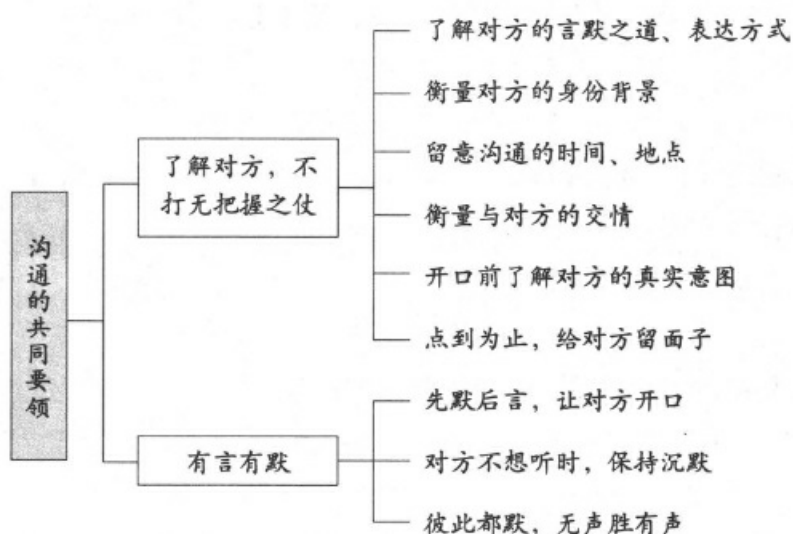 沟通的共同要领
了解对方，不
打无把握之仗
了解对方的言默之道、表达方式
衡量对方的身份背景
留意沟通的时间、地点
衡量与对方的交情
开口前了解对方的真实意图
点到为止，给对方留面子
有言有默
先默后言，让对方开口
对方不想听时，保持沉默
彼此都默，无声胜有声